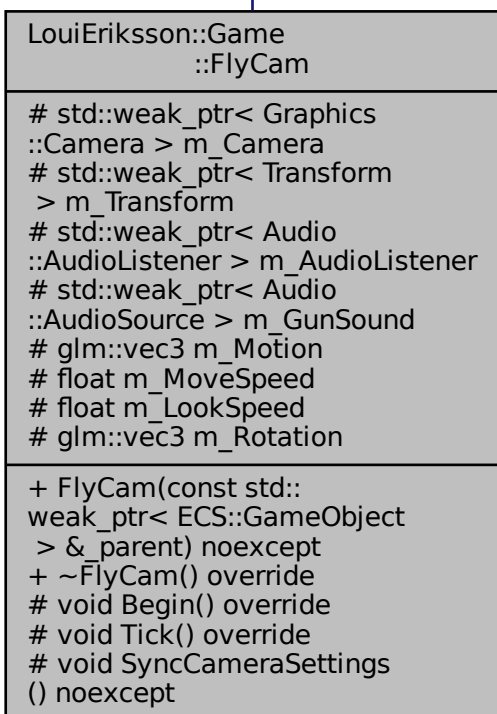 LouiEriksson::Game
::FlyCam
# std::weak_ptr< Graphics
::Camera > m_Camera
# std::weak_ptr< Transform
> m_Transform
# std::weak_ptr< Audio
::AudioListener > m_AudioListener
# std::weak_ptr< Audio
::AudioSource > m_GunSound
# glm::vec3 m_Motion
# float m_MoveSpeed
# float m_LookSpeed
# glm::vec3 m_Rotation
+ FlyCam(const std::
weak_ptr< ECS::GameObject
> &_parent) noexcept
+ ~FlyCam() override
# void Begin() override
# void Tick() override
# void SyncCameraSettings
() noexcept